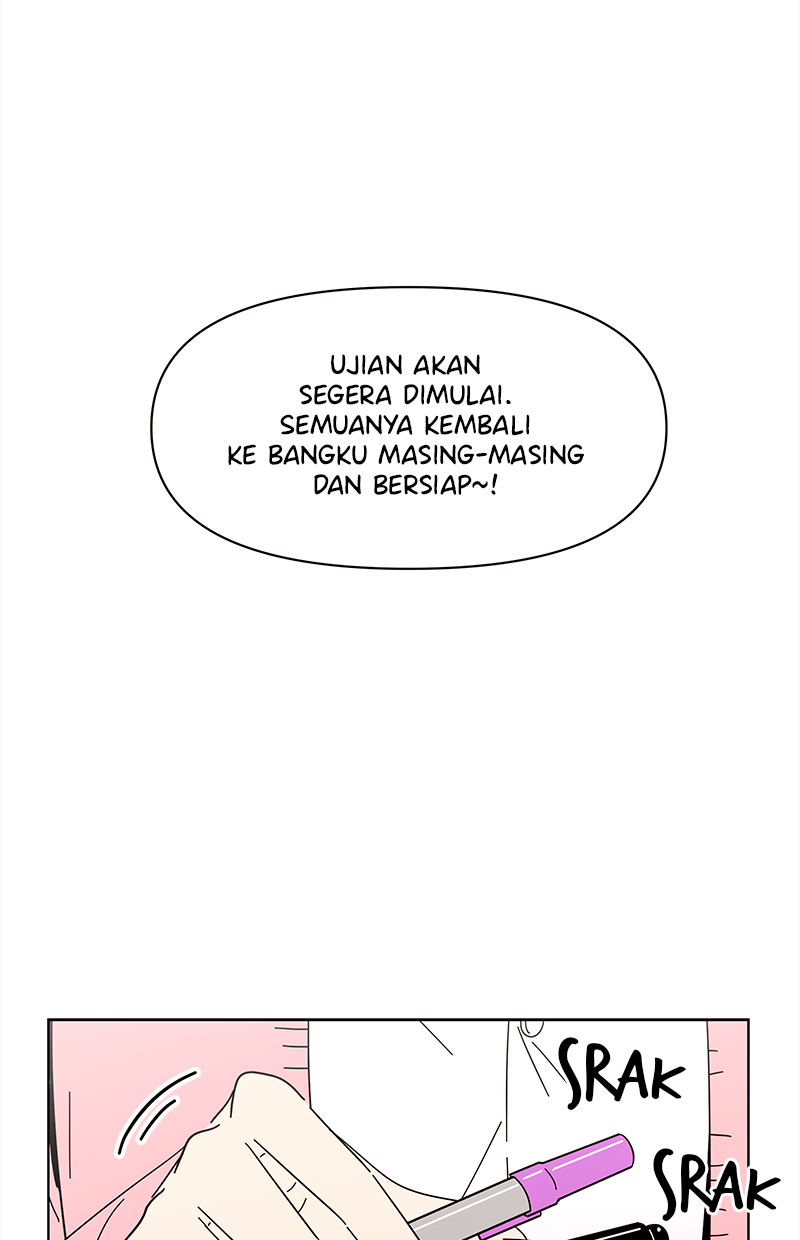 UJIAN AKAN
SEGERA DIMULAI.
SEMUANYA KEMBALI
KE BANGKU MASING-MASING
DAN BERSIAP~!
SRAK
SRAK